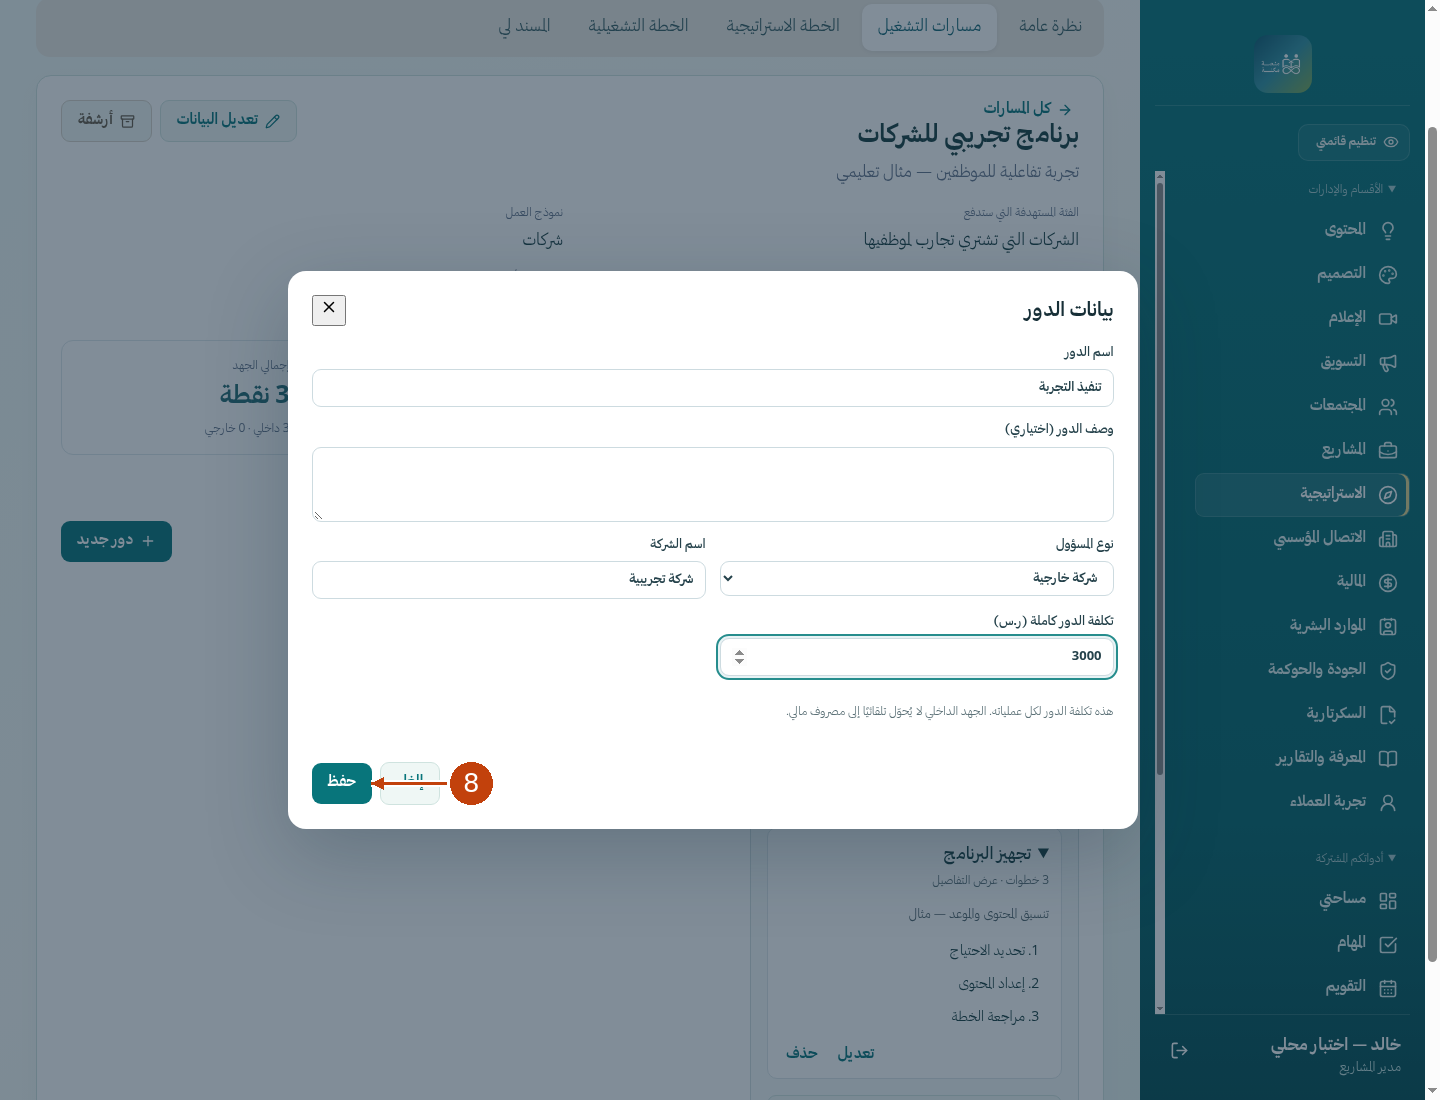 نظرة عامة
مسارات التشغيل
الخطة الاستراتيجية
الخطة التشغيلية
المسند لي
كل المسارات
برنامج تجريبي للشركات
تجربة تفاعلية للموظفين — مثال تعليمي
تعديل البيانات
أرشفة
الفئة المستهدفة التي ستدفع
الشركات التي تشتري تجارب لموظفيها
نموذج العمل
شركات
إجمالي الجهد
3 نقطة
3 داخلي · 0 خارجي
دور جديد
بيانات الدور
اسم الدور
تنفيذ التجربة
وصف الدور (اختياري)
نوع المسؤول
شركة خارجية
اسم الشركة
شركة تجريبية
تكلفة الدور كاملة (ر.س)
3000
هذه تكلفة الدور لكل عملياته. الجهد الداخلي لا يُحوّل تلقائيًا إلى مصروف مالي.
8
حفظ
تجهيز البرنامج
3 خطوات · عرض التفاصيل
تنسيق المحتوى والموعد — مثال
1. تحديد الاحتياج
2. إعداد المحتوى
3. مراجعة الخطة
تعديل
حذف
تنظيم قائمتي
الأقسام والإدارات
المحتوى
التصميم
الإعلام
التسويق
المجتمعات
المشاريع
الاستراتيجية
الاتصال المؤسسي
المالية
الموارد البشرية
الجودة والحوكمة
السكرتارية
المعرفة والتقارير
تجربة العملاء
أدواتكم المشتركة
مساحتي
المهام
التقويم
خالد — اختبار محلي
مدير المشاريع